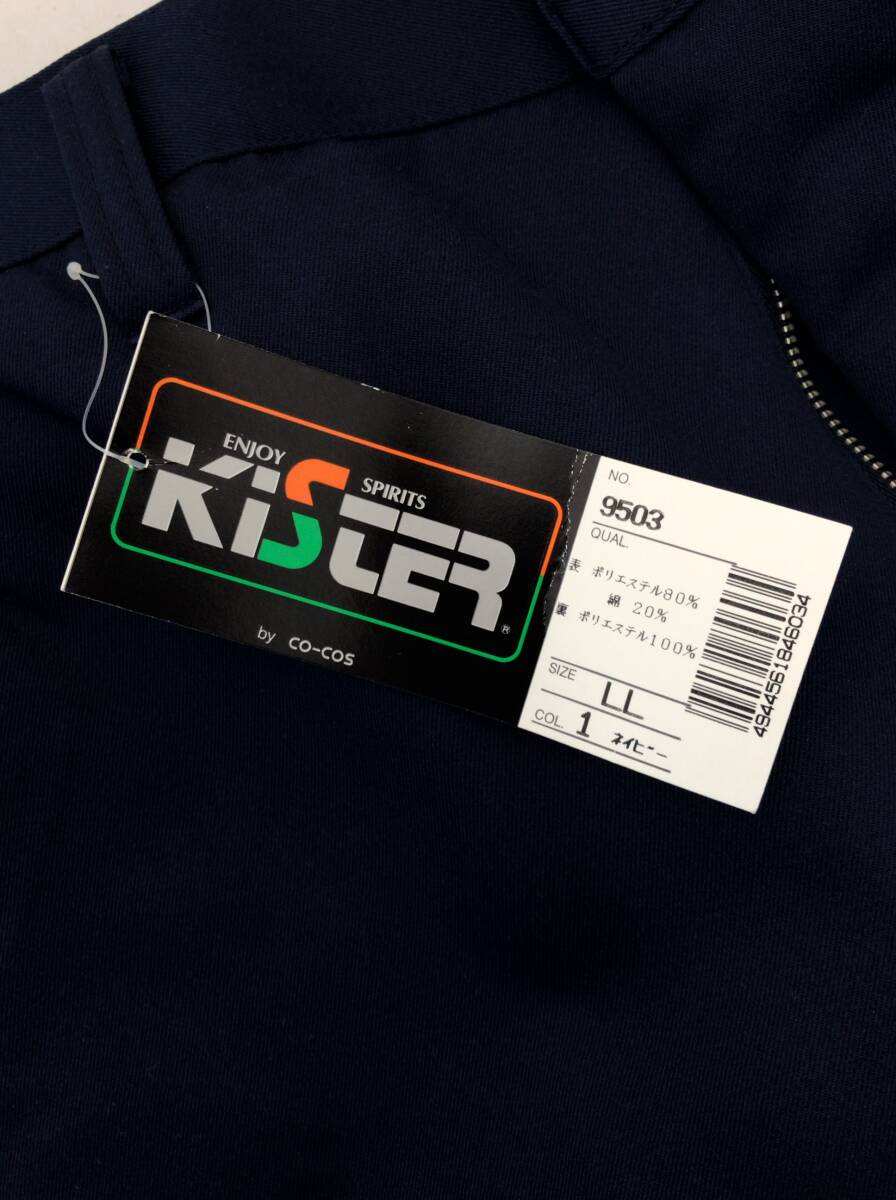 ENJOY
KiSTER®
SPIRITS
by co-cos
NO.
9503
QUAL.
表 ポリエステル80%
綿 20%
裏 ポリエステル100%
SIZE LL
COL. 1 ネイビー
4944561846034